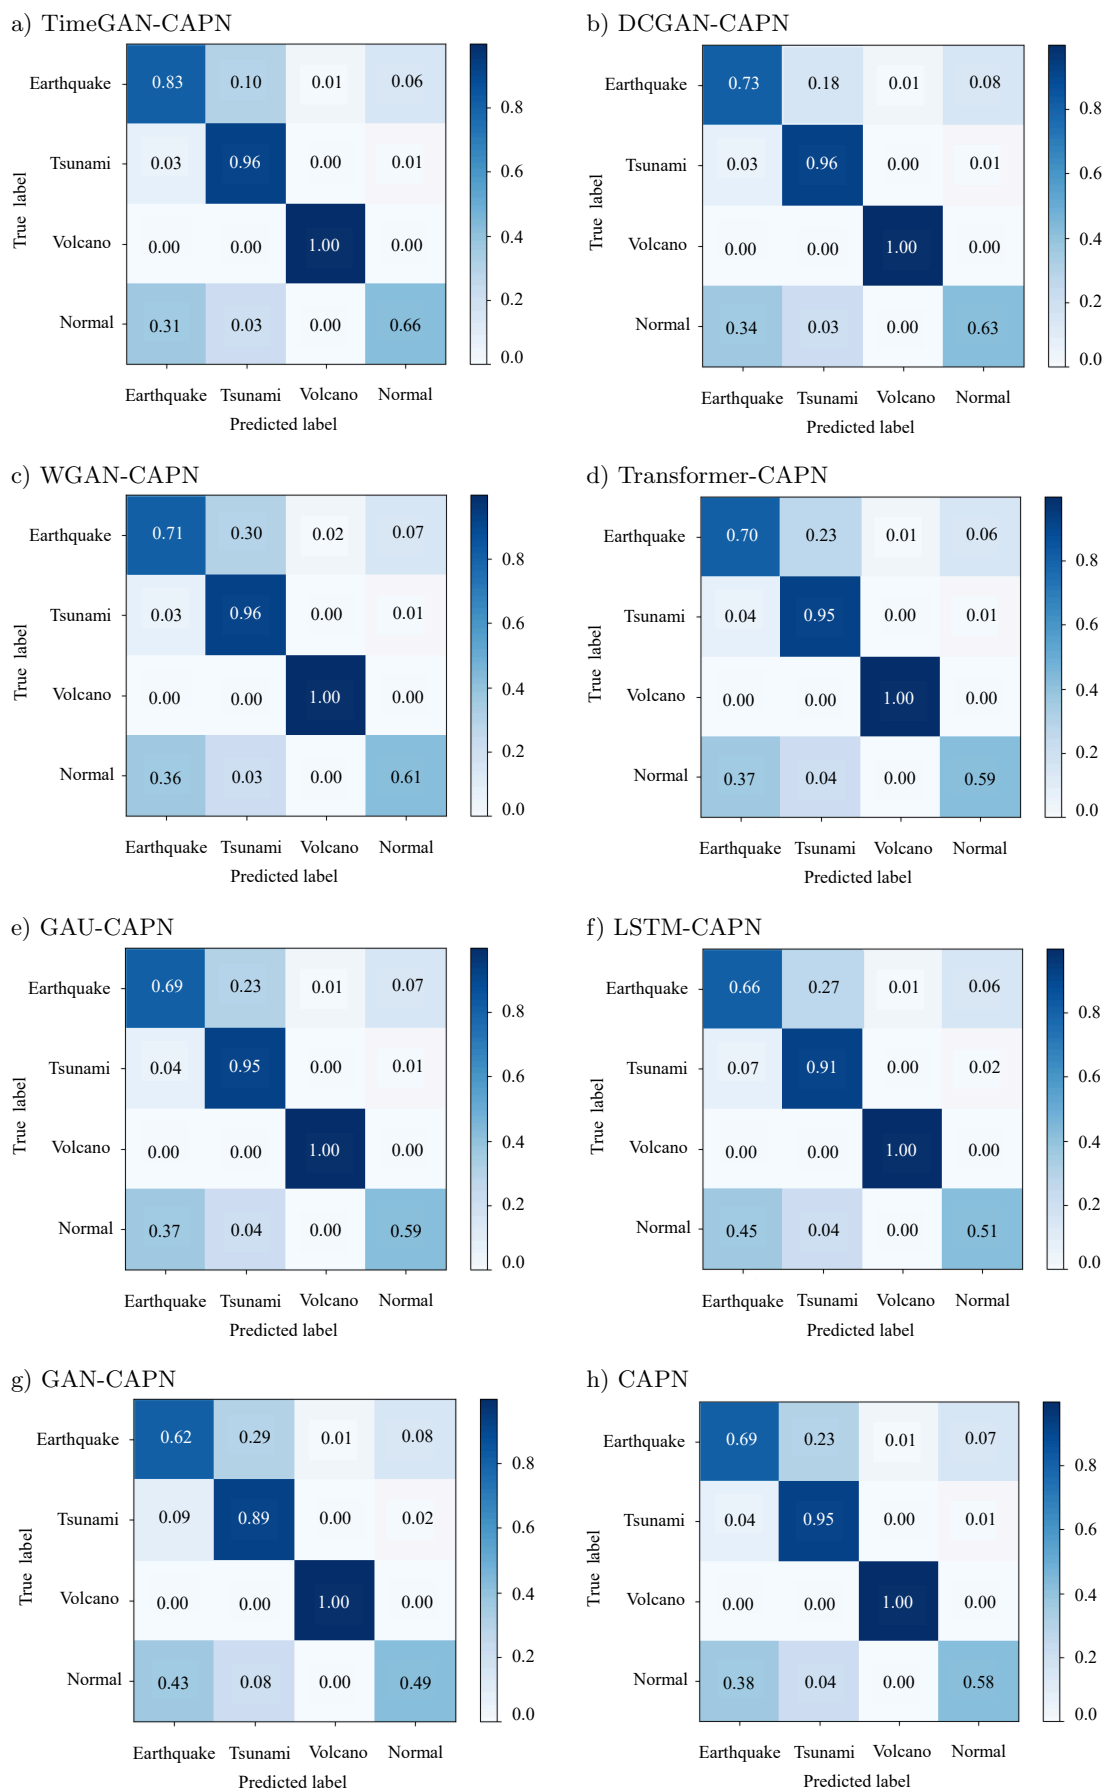 a) TimeGAN-CAPN
True label
Earthquake 0.83 0.10 0.01 0.06
Tsunami 0.03 0.96 0.00 0.01
Volcano 0.00 0.00 1.00 0.00
Normal 0.31 0.03 0.00 0.66
Earthquake Tsunami Volcano Normal
Predicted label
0.8
0.6
0.4
0.2
0.0
b) DCGAN-CAPN
True label
Earthquake 0.73 0.18 0.01 0.08
Tsunami 0.03 0.96 0.00 0.01
Volcano 0.00 0.00 1.00 0.00
Normal 0.34 0.03 0.00 0.63
Earthquake Tsunami Volcano Normal
Predicted label
0.8
0.6
0.4
0.2
0.0
c) WGAN-CAPN
True label
Earthquake 0.71 0.30 0.02 0.07
Tsunami 0.03 0.96 0.00 0.01
Volcano 0.00 0.00 1.00 0.00
Normal 0.36 0.03 0.00 0.61
Earthquake Tsunami Volcano Normal
Predicted label
0.8
0.6
0.4
0.2
0.0
d) Transformer-CAPN
True label
Earthquake 0.70 0.23 0.01 0.06
Tsunami 0.04 0.95 0.00 0.01
Volcano 0.00 0.00 1.00 0.00
Normal 0.37 0.04 0.00 0.59
Earthquake Tsunami Volcano Normal
Predicted label
0.8
0.6
0.4
0.2
0.0
e) GAU-CAPN
True label
Earthquake 0.69 0.23 0.01 0.07
Tsunami 0.04 0.95 0.00 0.01
Volcano 0.00 0.00 1.00 0.00
Normal 0.37 0.04 0.00 0.59
Earthquake Tsunami Volcano Normal
Predicted label
0.8
0.6
0.4
0.2
0.0
f) LSTM-CAPN
True label
Earthquake 0.66 0.27 0.01 0.06
Tsunami 0.07 0.91 0.00 0.02
Volcano 0.00 0.00 1.00 0.00
Normal 0.45 0.04 0.00 0.51
Earthquake Tsunami Volcano Normal
Predicted label
0.8
0.6
0.4
0.2
0.0
g) GAN-CAPN
True label
Earthquake 0.62 0.29 0.01 0.08
Tsunami 0.09 0.89 0.00 0.02
Volcano 0.00 0.00 1.00 0.00
Normal 0.43 0.08 0.00 0.49
Earthquake Tsunami Volcano Normal
Predicted label
0.8
0.6
0.4
0.2
0.0
h) CAPN
True label
Earthquake 0.69 0.23 0.01 0.07
Tsunami 0.04 0.95 0.00 0.01
Volcano 0.00 0.00 1.00 0.00
Normal 0.38 0.04 0.00 0.58
Earthquake Tsunami Volcano Normal
Predicted label
0.8
0.6
0.4
0.2
0.0